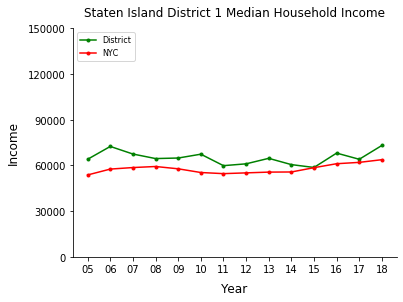 Staten Island District 1 Median Household Income
150000
120000
90000
60000
30000
0
Income
District
NYC
05 06 07 08 09 10 11 12 13 14 15 16 17 18
Year